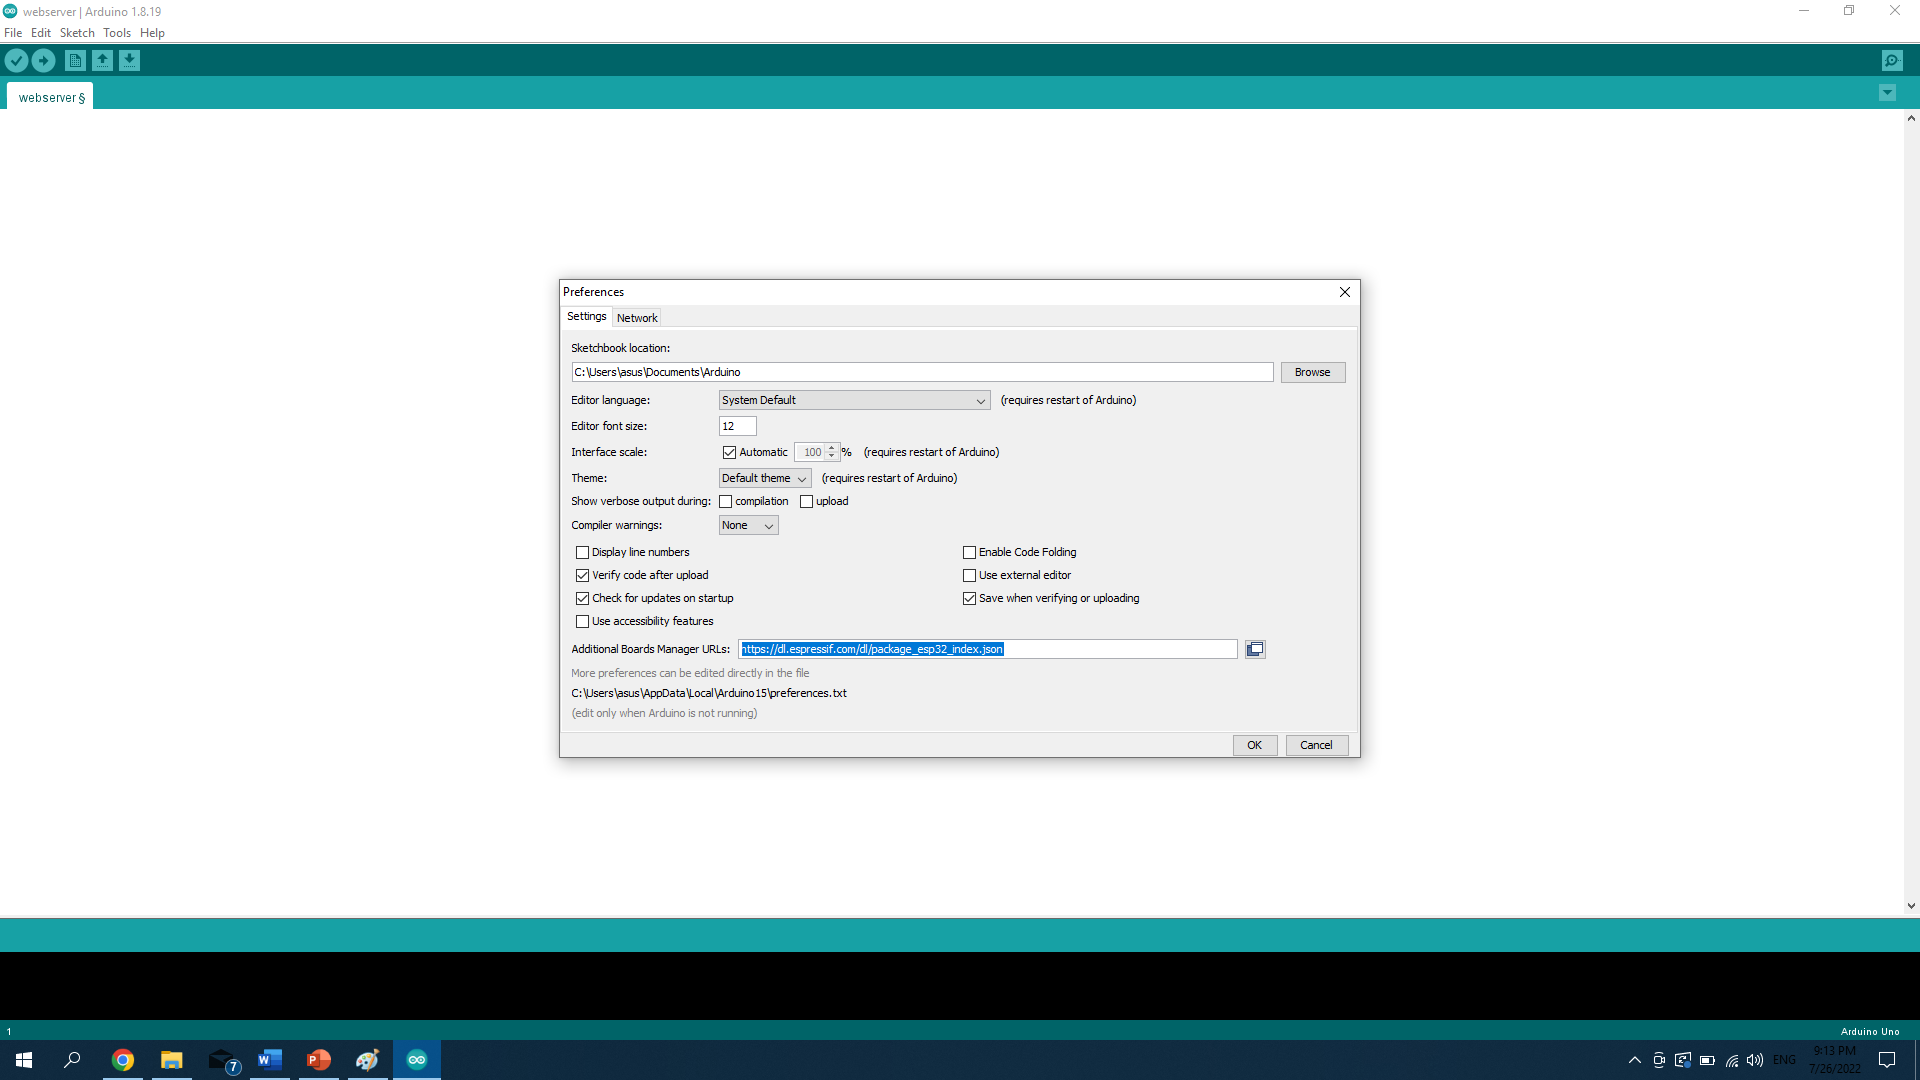 webserver | Arduino 1.8.19
File Edit Sketch Tools Help
webserver §
Preferences
Settings Network
Sketchbook location:
C:\Users\asus\Documents\Arduino Browse
Editor language: System Default (requires restart of Arduino)
Editor font size: 12
Interface scale: Automatic 100 % (requires restart of Arduino)
Theme: Default theme (requires restart of Arduino)
Show verbose output during: compilation upload
Compiler warnings: None
Display line numbers Enable Code Folding
Verify code after upload Use external editor
Check for updates on startup Save when verifying or uploading
Use accessibility features
Additional Boards Manager URLs: https://dl.espressif.com/dl/package_esp32_index.json
More preferences can be edited directly in the file
C:\Users\asus\AppData\Local\Arduino15\preferences.txt
(edit only when Arduino is not running)
OK Cancel
1 Arduino Uno
7 ENG 9:13 PM
7/26/2022